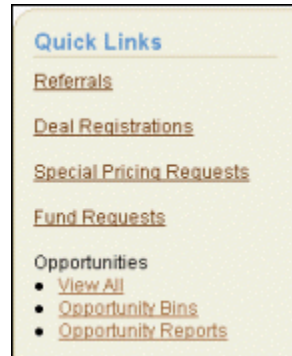 Quick Links
Referrals
Deal Registrations
Special Pricing Requests
Fund Requests
Opportunities
• View All
• Opportunity Bins
• Opportunity Reports